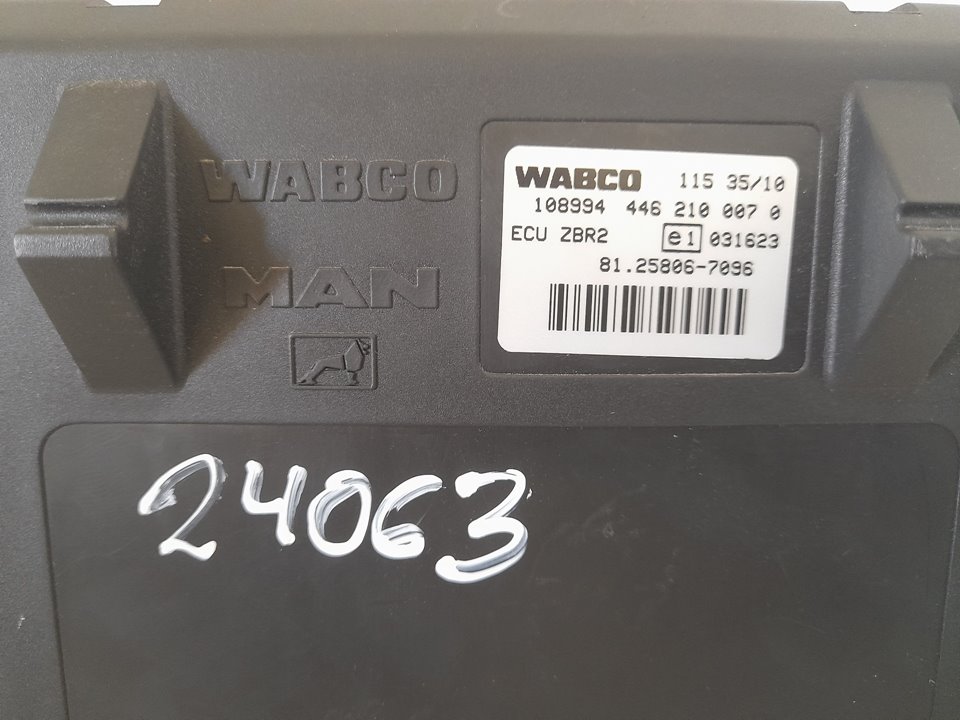 WABCO
MAN
WABCO 115 35/10
108994 446 210 007 0
ECU ZBR2 e1 031623
81.25806-7096
24063